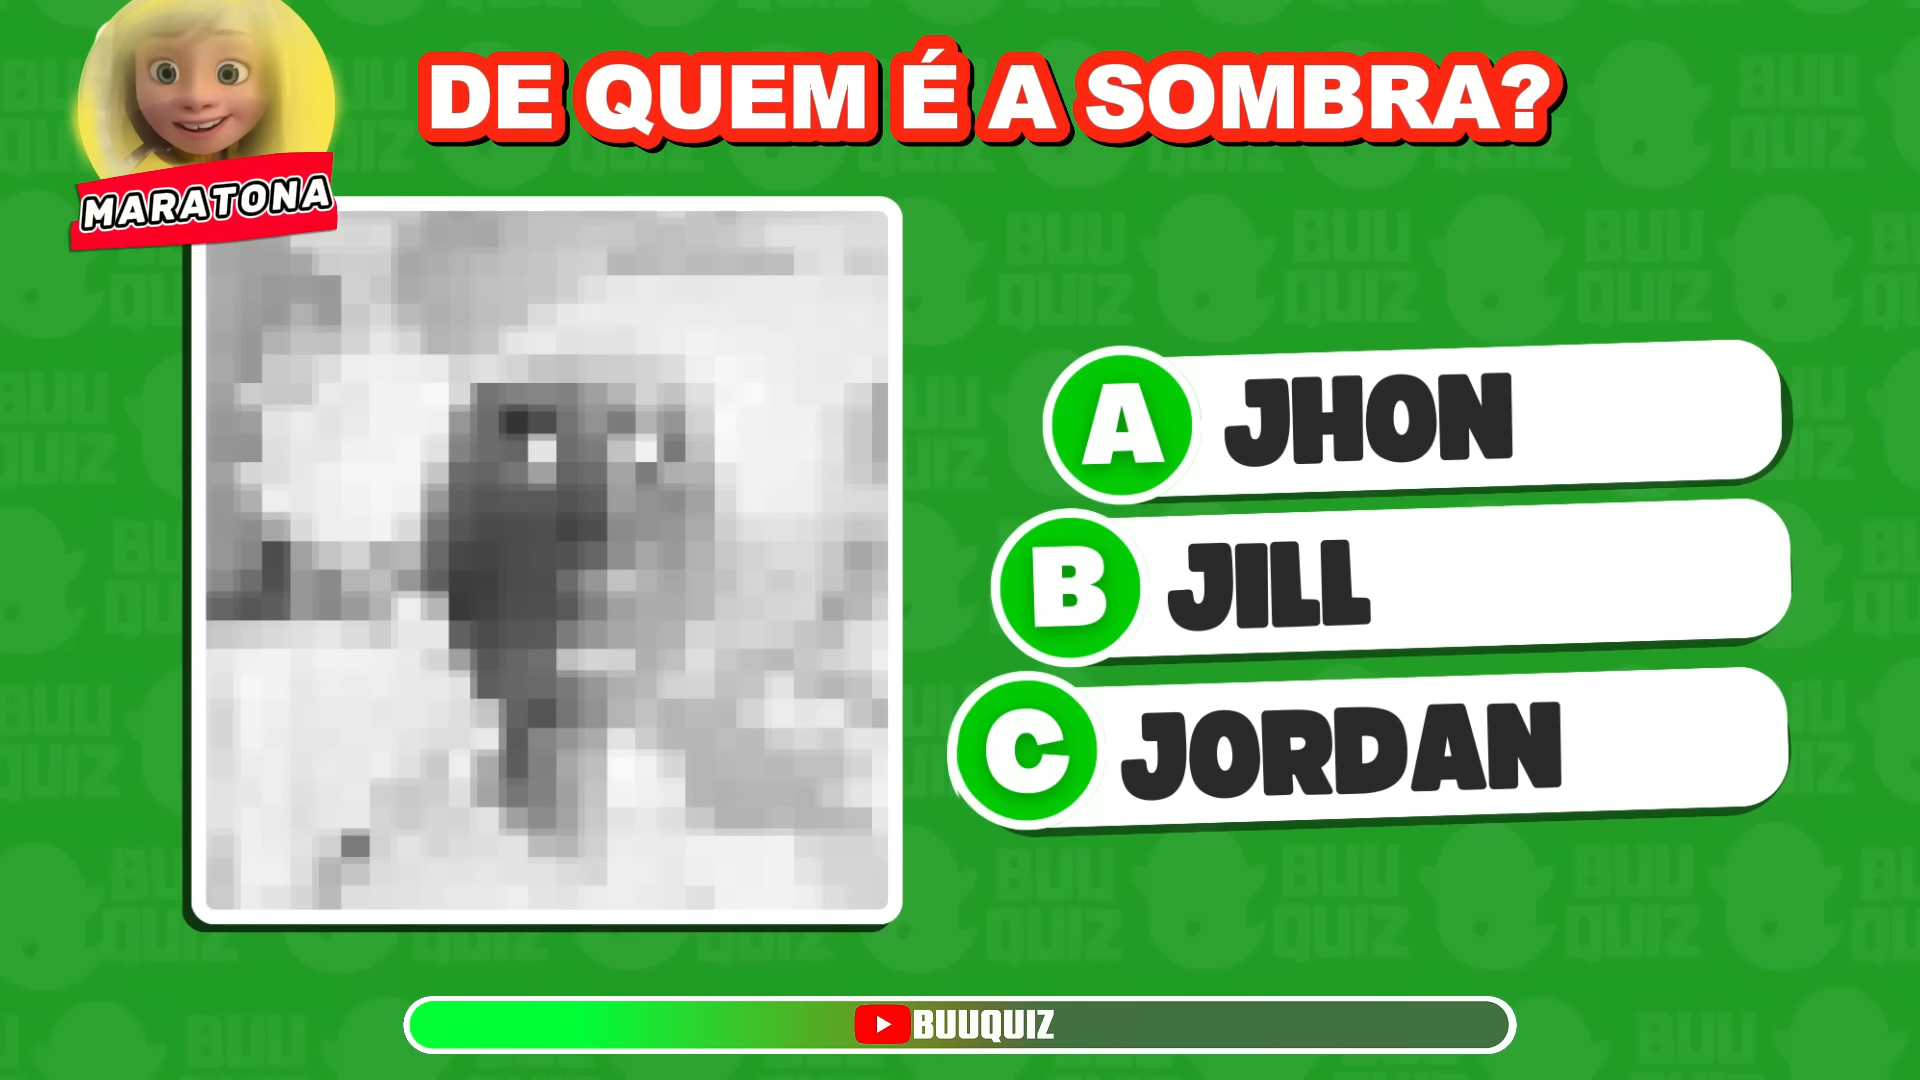 DE QUEM É A SOMBRA?
MARATONA
A JHON
B JILL
C JORDAN
BUUQUIZ